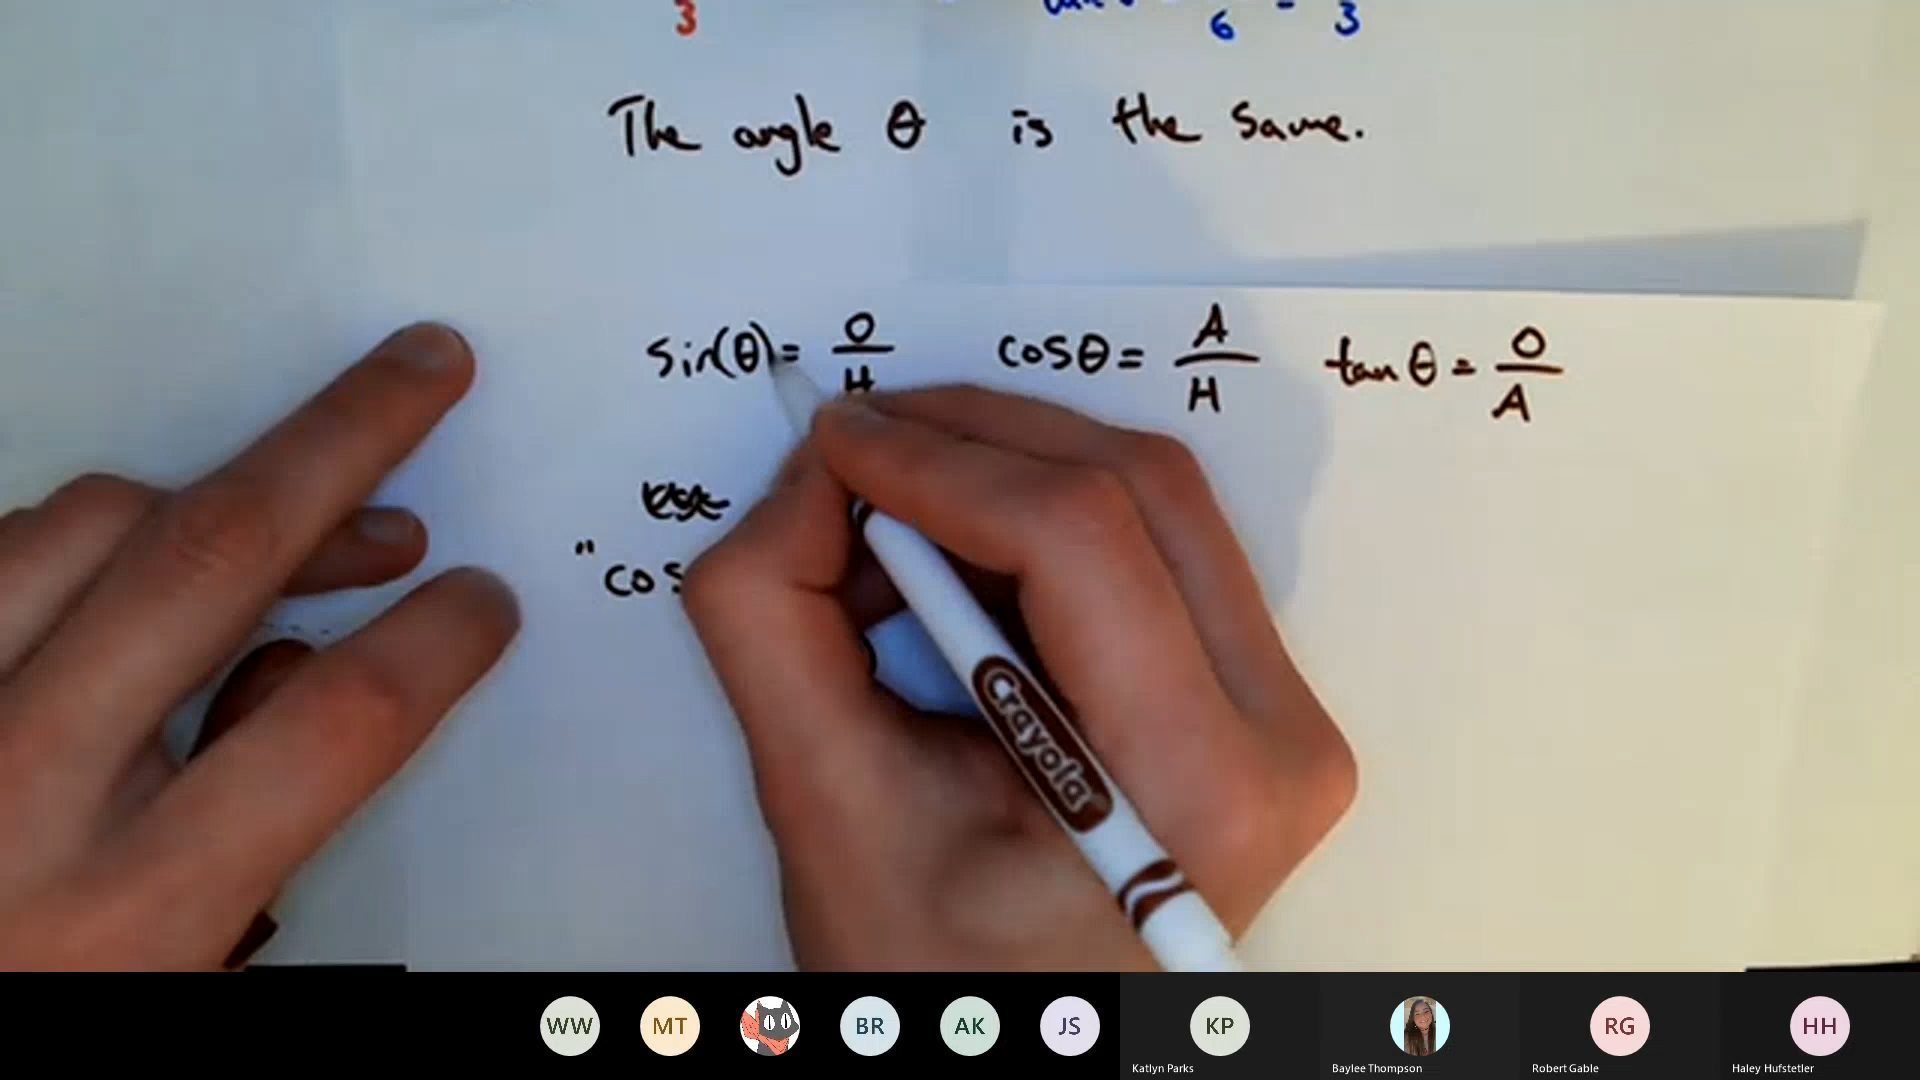 3 6 3
The angle θ is the same.
sin(θ) = O/H cosθ = A/H tanθ = O/A
"cos
Crayola
WW MT BR AK JS KP RG HH
Katlyn Parks Baylee Thompson Robert Gable Haley Hufstetler